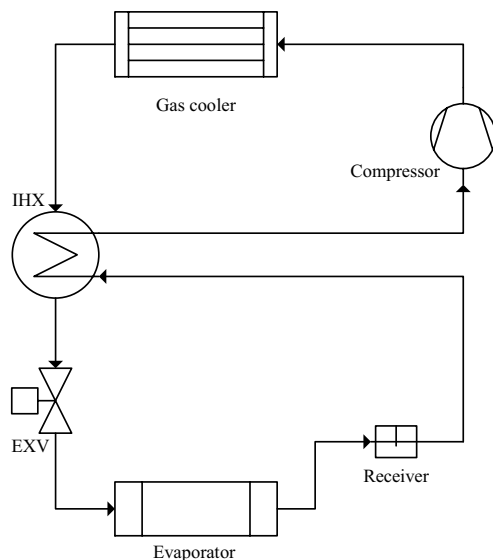 Gas cooler
Compressor
IHX
EXV
Receiver
Evaporator